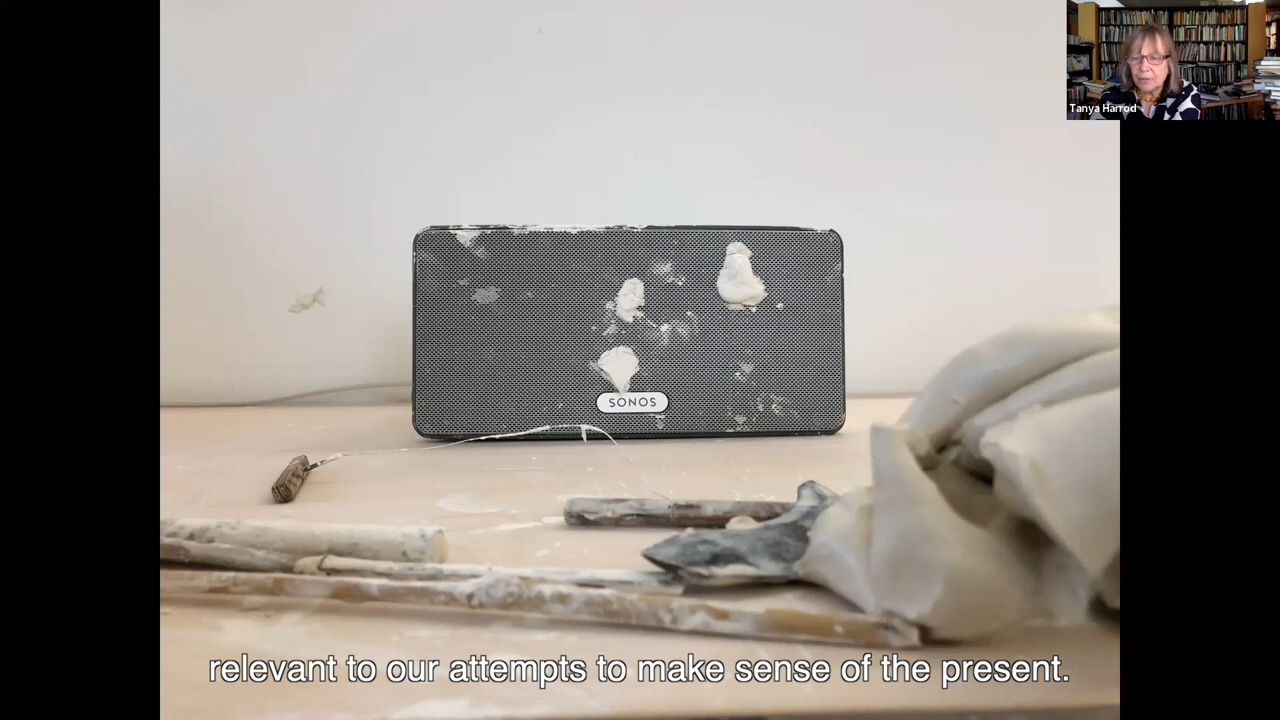 Tanya Harrod
SONOS
relevant to our attempts to make sense of the present.